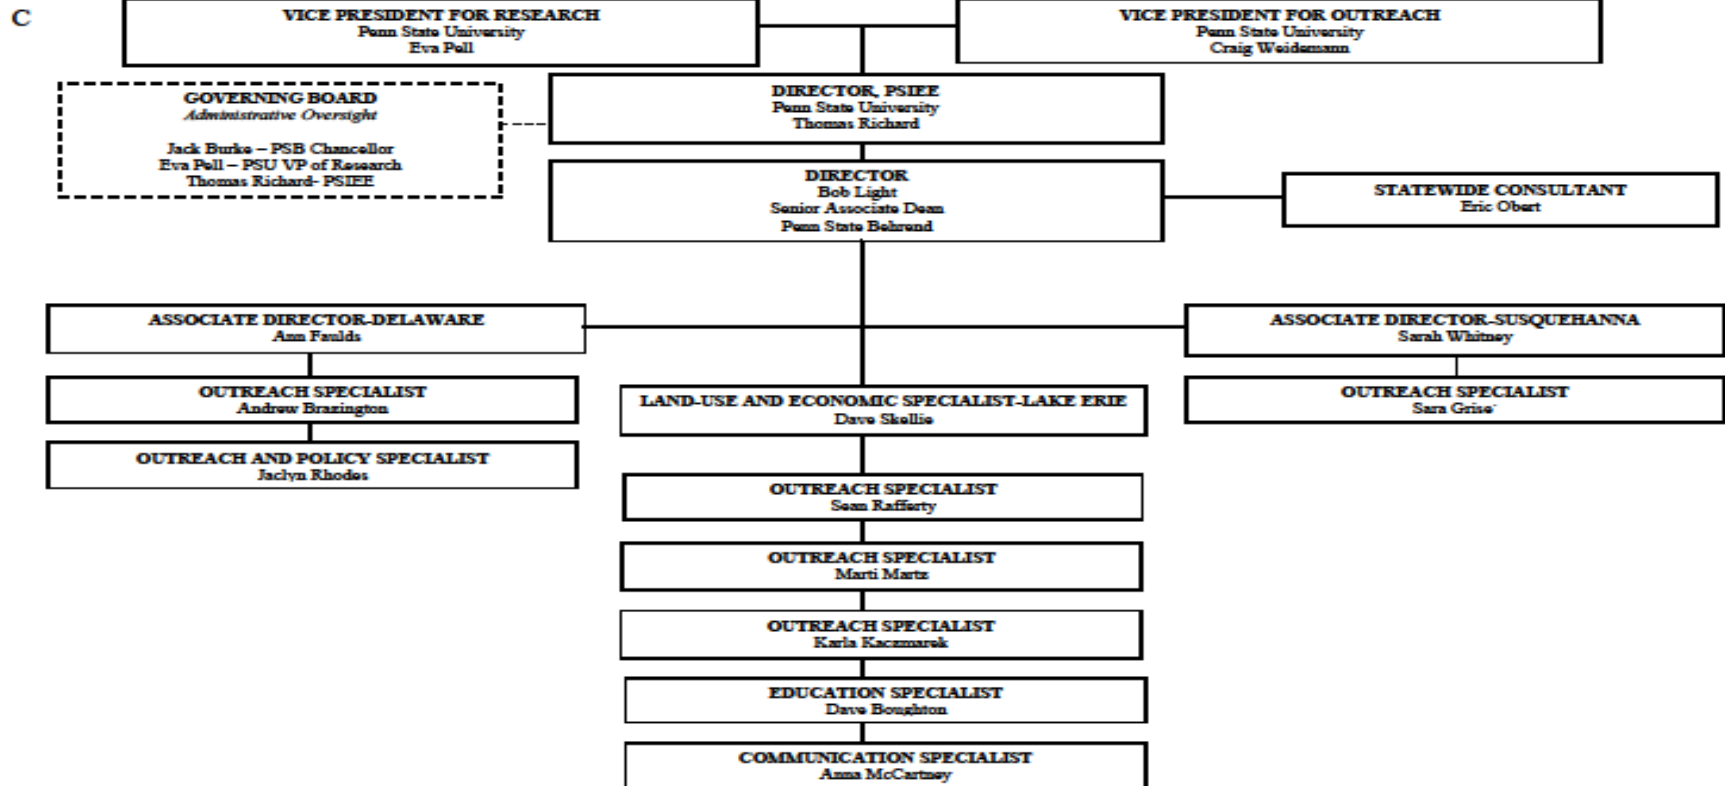 C
VICE PRESIDENT FOR RESEARCH
Penn State University
Eva Pell
VICE PRESIDENT FOR OUTREACH
Penn State University
Craig Weidemann
GOVERNING BOARD
Administrative Oversight
Jack Burke – PSB Chancellor
Eva Pell – PSU VP of Research
Thomas Richard- PSIEE
DIRECTOR, PSIEE
Penn State University
Thomas Richard
DIRECTOR
Bob Light
Senior Associate Dean
Penn State Behrend
STATEWIDE CONSULTANT
Eric Obert
ASSOCIATE DIRECTOR-DELAWARE
Ann Faulds
OUTREACH SPECIALIST
Andrew Brazington
OUTREACH AND POLICY SPECIALIST
Jaclyn Rhodes
LAND-USE AND ECONOMIC SPECIALIST-LAKE ERIE
Dave Skellie
OUTREACH SPECIALIST
Sean Rafferty
OUTREACH SPECIALIST
Marti Martz
OUTREACH SPECIALIST
Karla Kaczmarek
EDUCATION SPECIALIST
Dave Boughton
COMMUNICATION SPECIALIST
Anna McCartney
ASSOCIATE DIRECTOR-SUSQUEHANNA
Sarah Whitney
OUTREACH SPECIALIST
Sara Grise'